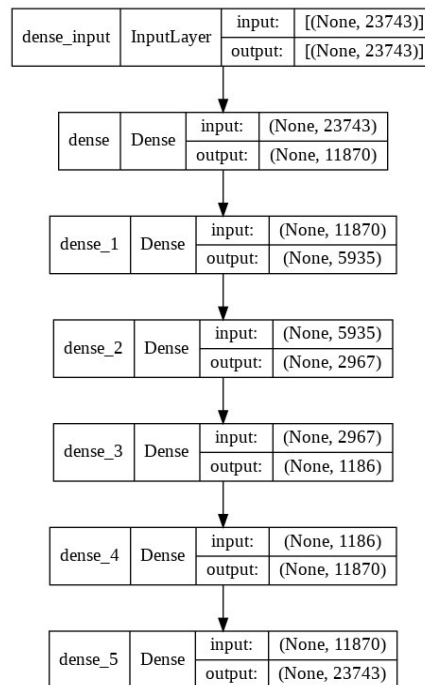 dense_input InputLayer input: [(None, 23743)]
output: [(None, 23743)]
dense Dense input: (None, 23743)
output: (None, 11870)
dense_1 Dense input: (None, 11870)
output: (None, 5935)
dense_2 Dense input: (None, 5935)
output: (None, 2967)
dense_3 Dense input: (None, 2967)
output: (None, 1186)
dense_4 Dense input: (None, 1186)
output: (None, 11870)
dense_5 Dense input: (None, 11870)
output: (None, 23743)